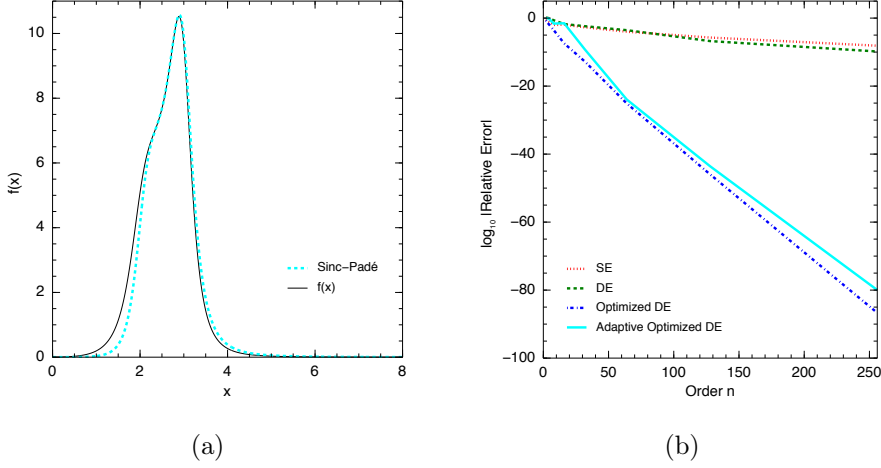 10
8
6
4
2
0
f(x)
0
2
4
6
8
x
Sinc−Padé
f(x)
(a)
0
−20
−40
−60
−80
−100
log₁₀ |Relative Error|
0
50
100
150
200
250
Order n
SE
DE
Optimized DE
Adaptive Optimized DE
(b)